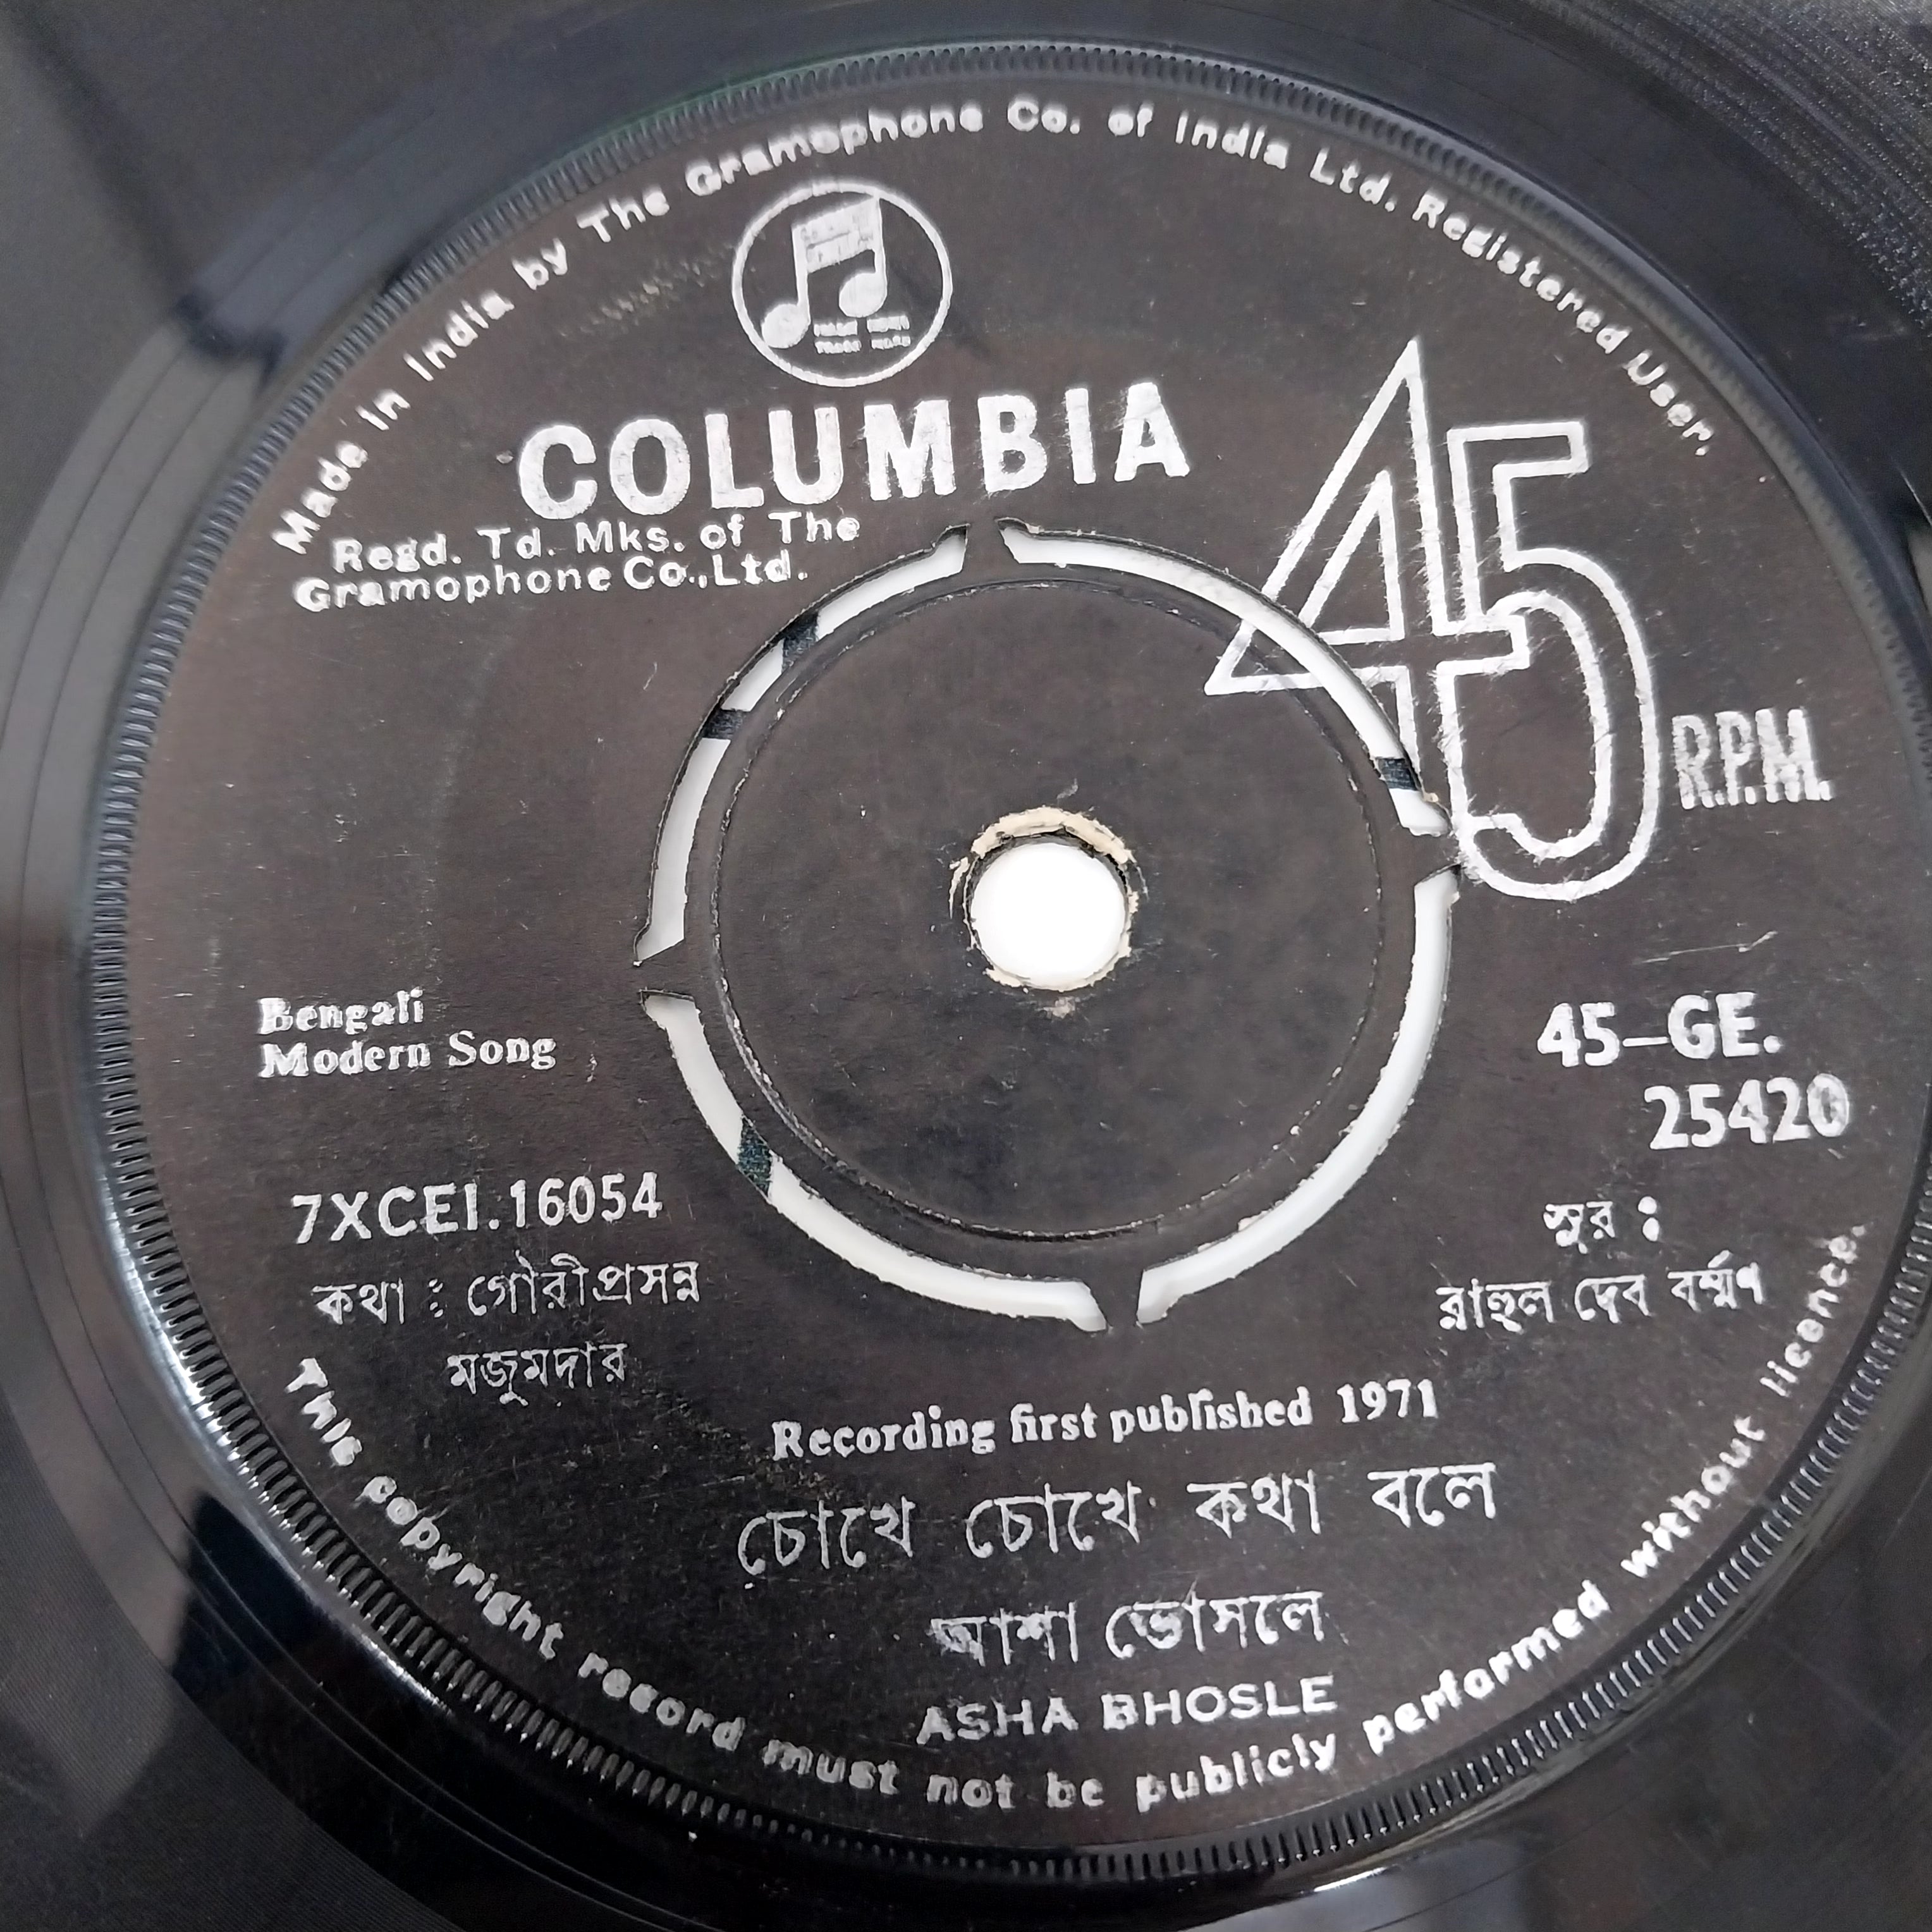 Made in India by The Gramophone Co. of India Ltd. Registered User.
COLUMBIA
Regd. Td. Mks. of The
Gramophone Co., Ltd.
45
R.P.M.
Bengali
Modern Song
45-GE.
25420
7XCEI.16054
কথা : গৌরীপ্রসন্ন
মজুমদার
সুর :
রাহুল দেব বর্ম্মণ
Recording first published 1971
চোখে চোখে কথা বলে
আশা ভোসলে
ASHA BHOSLE
This copyright record must not be publicly performed without licence.